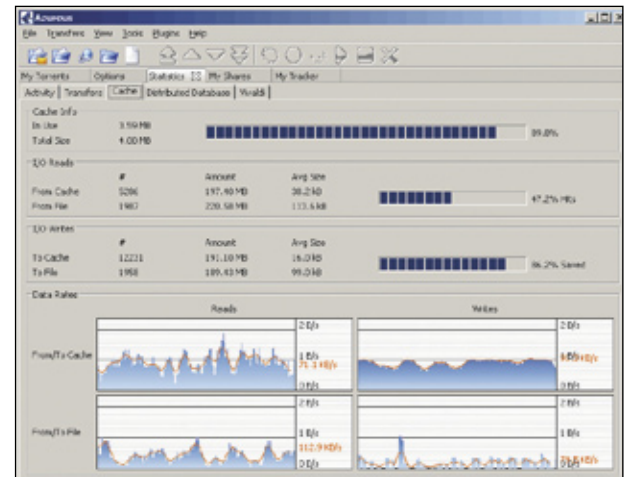 Azureus
File Transfers View Tools Plugins Help
My Torrents Options Statistics My Shares My Tracker
Activity Transfers Cache Distributed Database Vivaldi
Cache Info
In Use 3.59 MB 89.8%
Total Size 4.00 MB
I/O Reads
# Amount Avg Size
From Cache 5286 197.40 MB 38.2 kB 47.2% Hits
From File 1987 220.58 MB 113.6 kB
I/O Writes
# Amount Avg Size
To Cache 12231 191.10 MB 16.0 kB 86.2% Saved
To File 1958 189.43 MB 99.0 kB
Data Rates
Reads Writes
2 B/s 2 B/s
From/To Cache 1 B/s 1 B/s
0 B/s 0 B/s
2 B/s 2 B/s
From/To File 1 B/s 1 B/s
112.9 kB/s
0 B/s 0 B/s